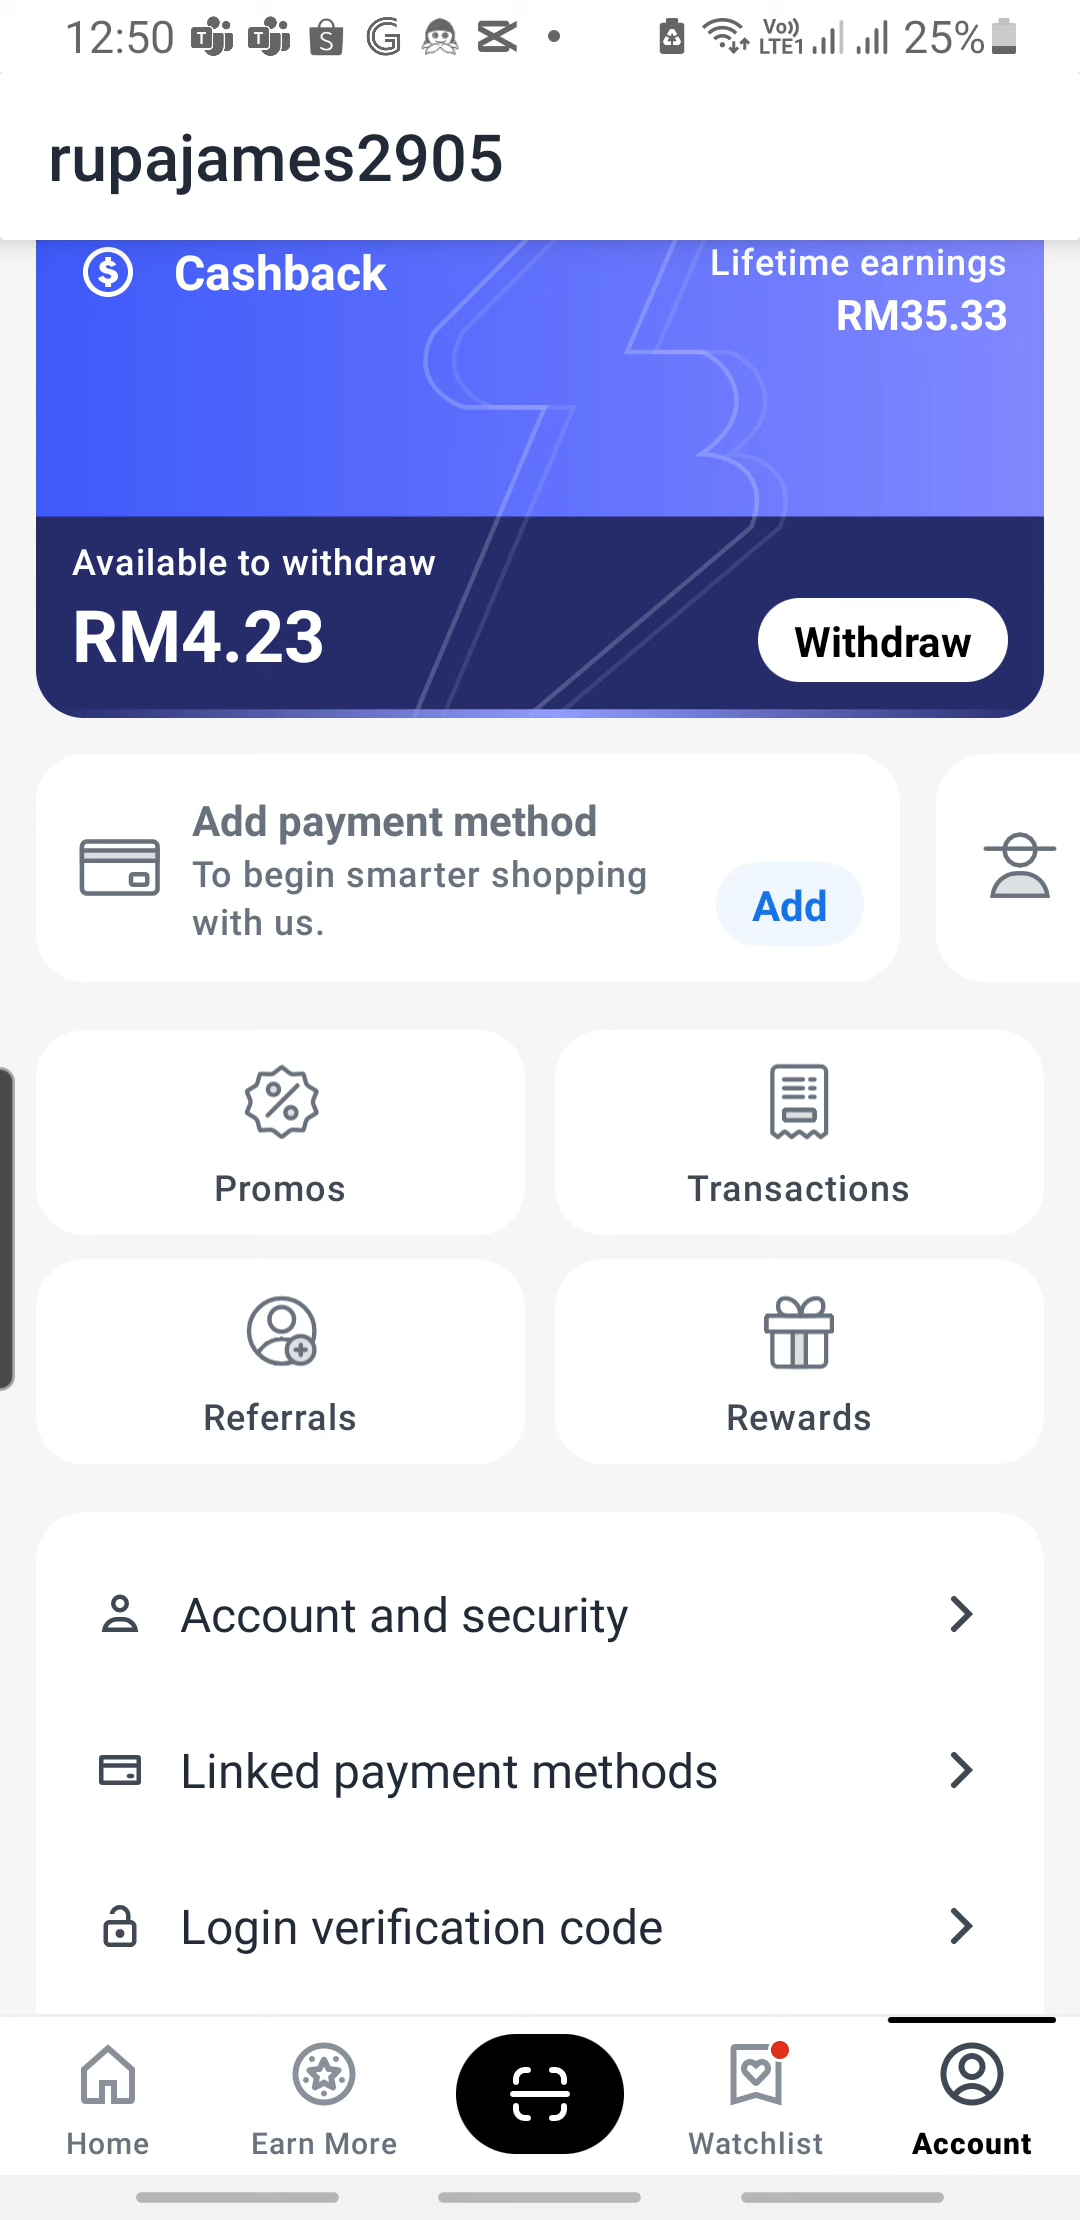 12:50
Vo))
LTE1
25%
rupajames2905
Cashback
Lifetime earnings
RM35.33
Available to withdraw
RM4.23
Withdraw
Add payment method
To begin smarter shopping
with us.
Add
Promos
Transactions
Referrals
Rewards
Account and security
Linked payment methods
Login verification code
Home
Earn More
Watchlist
Account